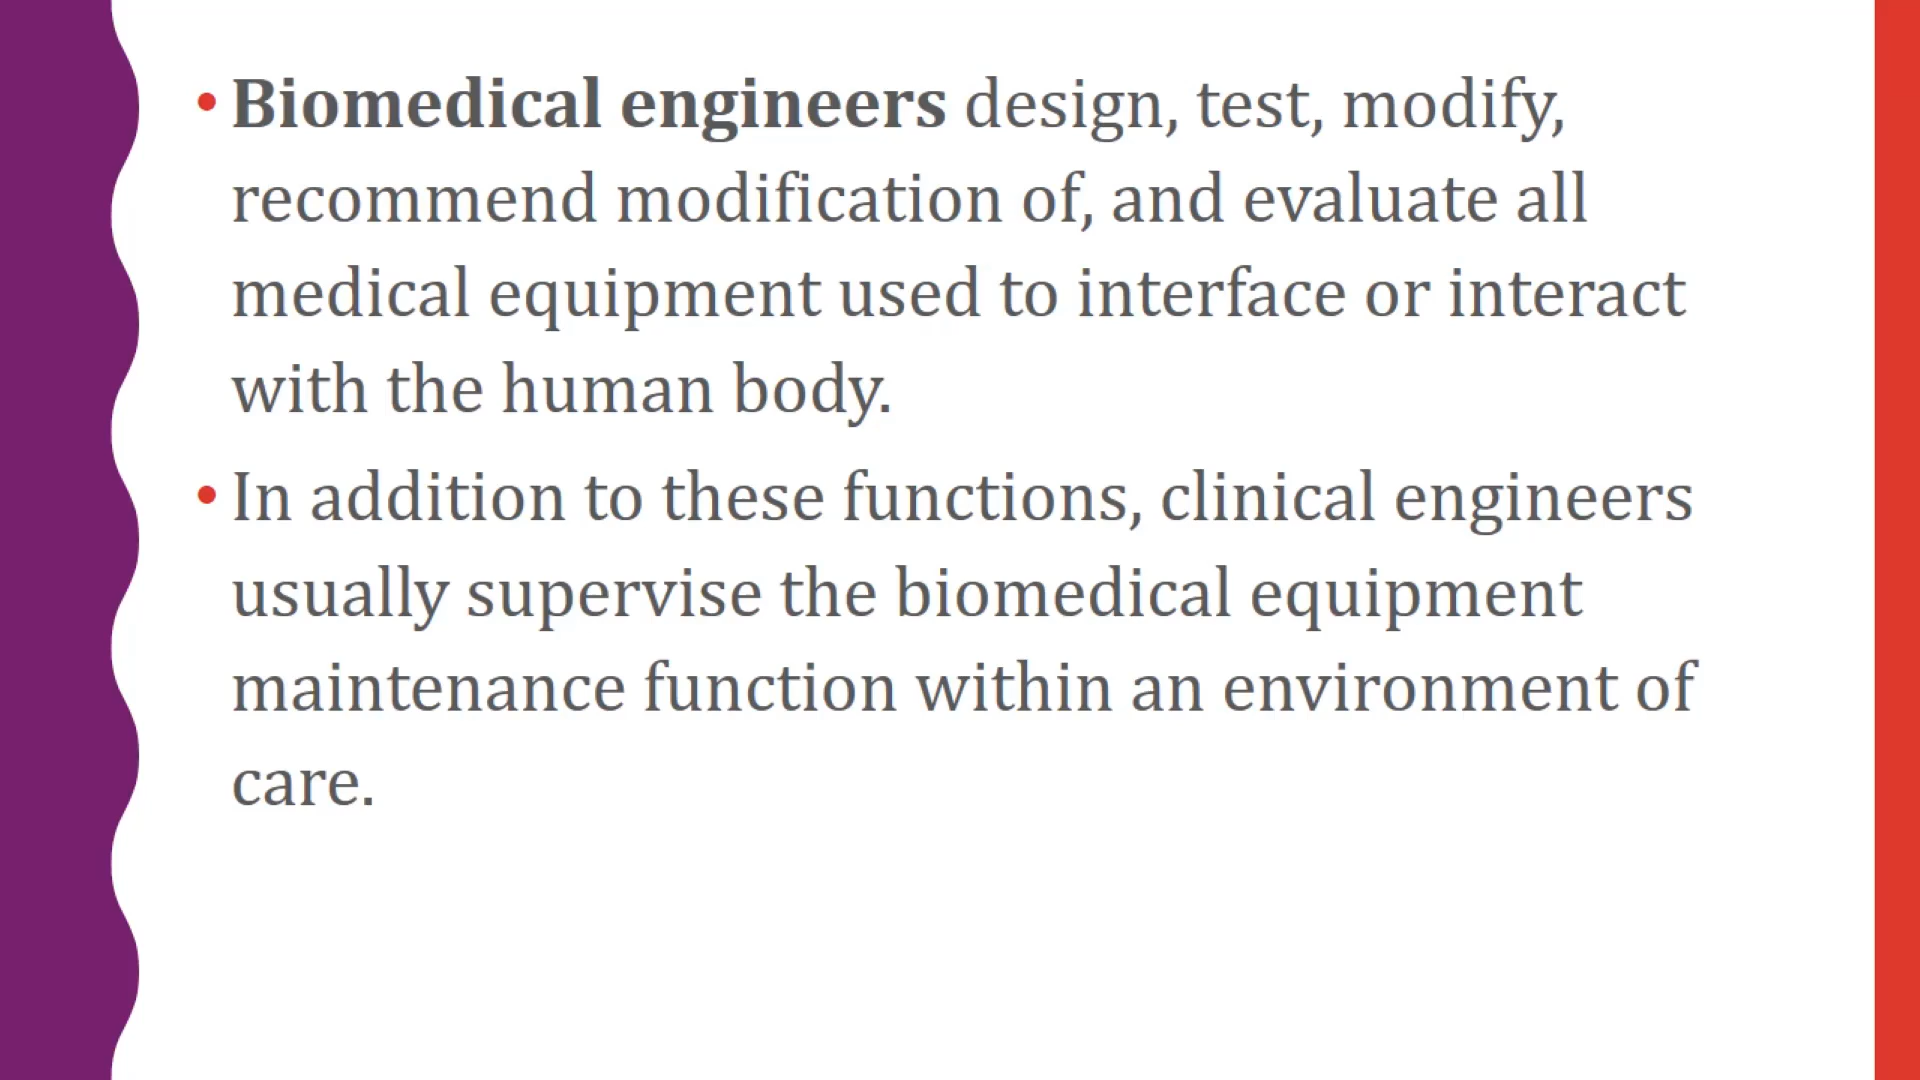 • Biomedical engineers design, test, modify,
recommend modification of, and evaluate all
medical equipment used to interface or interact
with the human body.
• In addition to these functions, clinical engineers
usually supervise the biomedical equipment
maintenance function within an environment of
care.